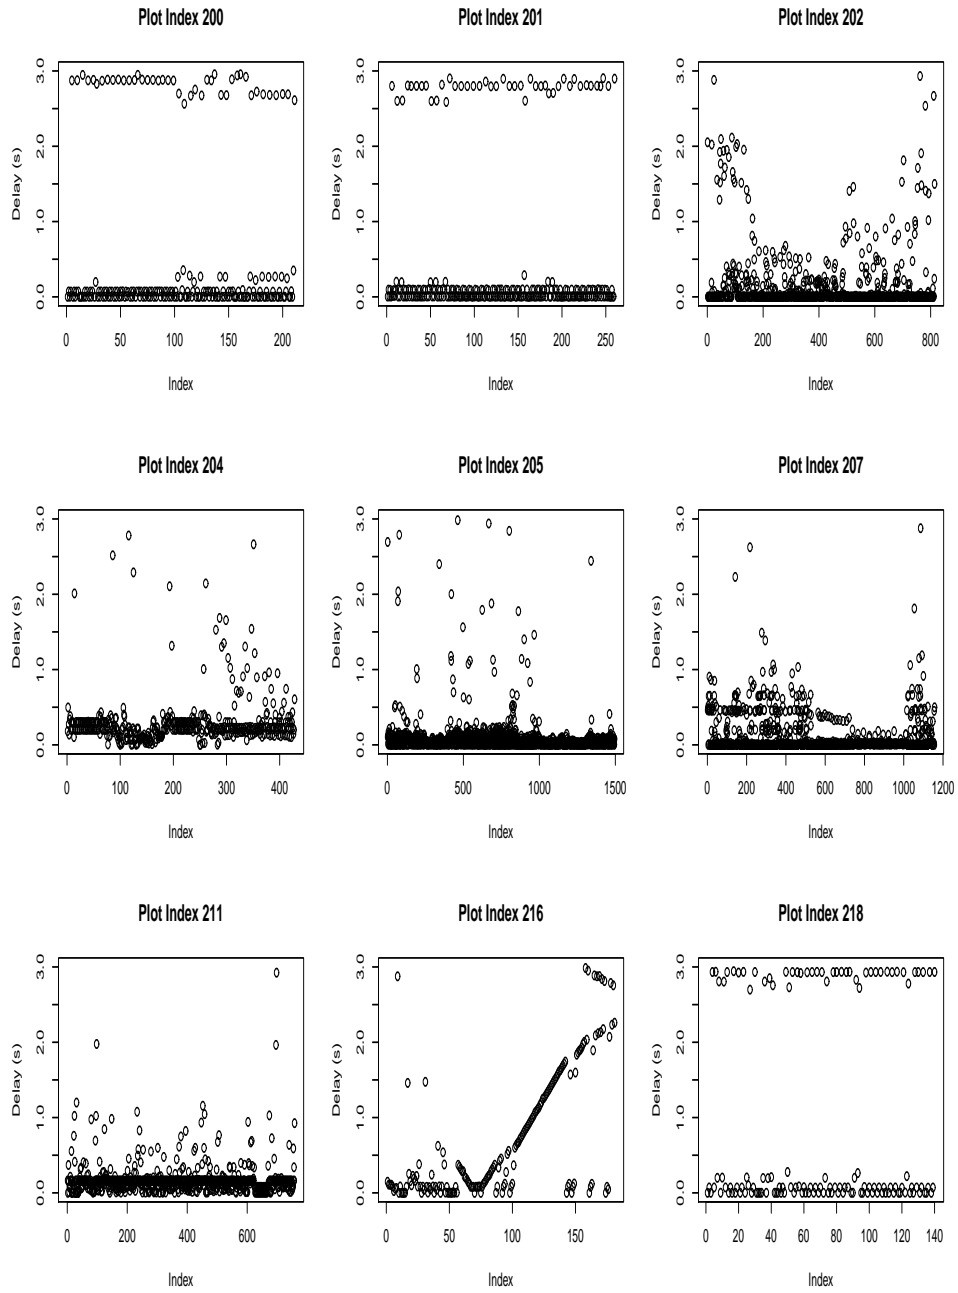 Plot Index 200 Plot Index 201 Plot Index 202
Delay (s) Delay (s) Delay (s)
3.0 3.0 3.0
2.0 2.0 2.0
1.0 1.0 1.0
0.0 0.0 0.0
0 50 100 150 200 0 50 100 150 200 250 0 200 400 600 800
Index Index Index
Plot Index 204 Plot Index 205 Plot Index 207
Delay (s) Delay (s) Delay (s)
3.0 3.0 3.0
2.0 2.0 2.0
1.0 1.0 1.0
0.0 0.0 0.0
0 100 200 300 400 0 500 1000 1500 0 200 400 600 800 1000 1200
Index Index Index
Plot Index 211 Plot Index 216 Plot Index 218
Delay (s) Delay (s) Delay (s)
3.0 3.0 3.0
2.0 2.0 2.0
1.0 1.0 1.0
0.0 0.0 0.0
0 200 400 600 0 50 100 150 0 20 40 60 80 100 120 140
Index Index Index